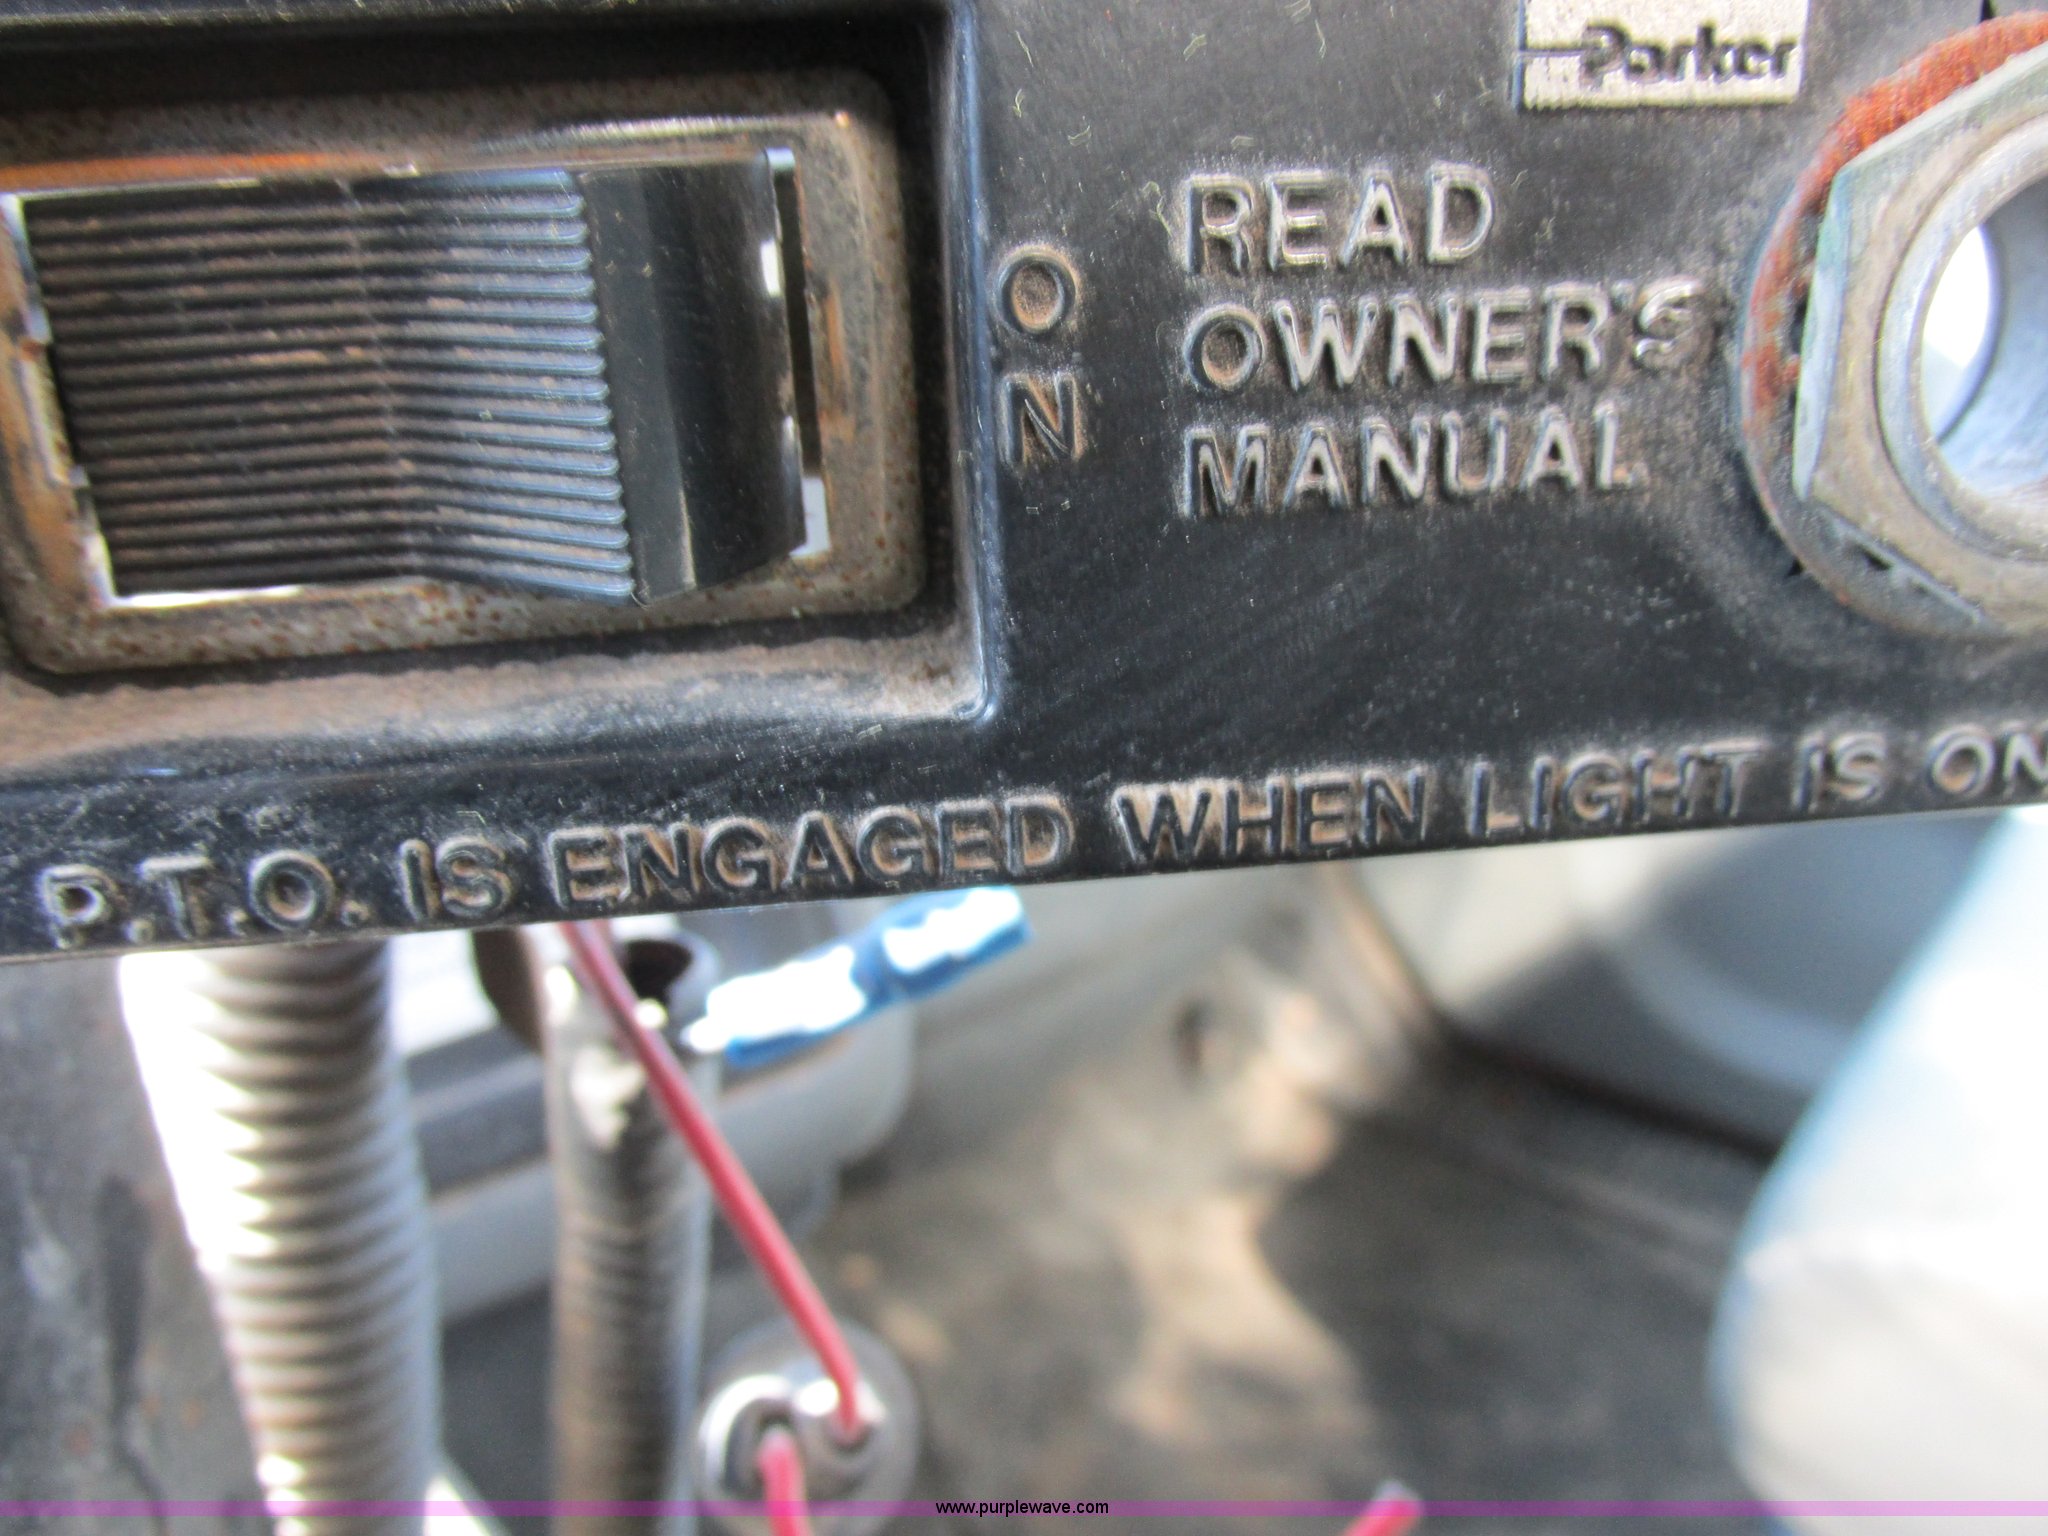 Parker
ON
READ
OWNER'S
MANUAL
P.T.O. IS ENGAGED WHEN LIGHT IS ON
www.purplewave.com